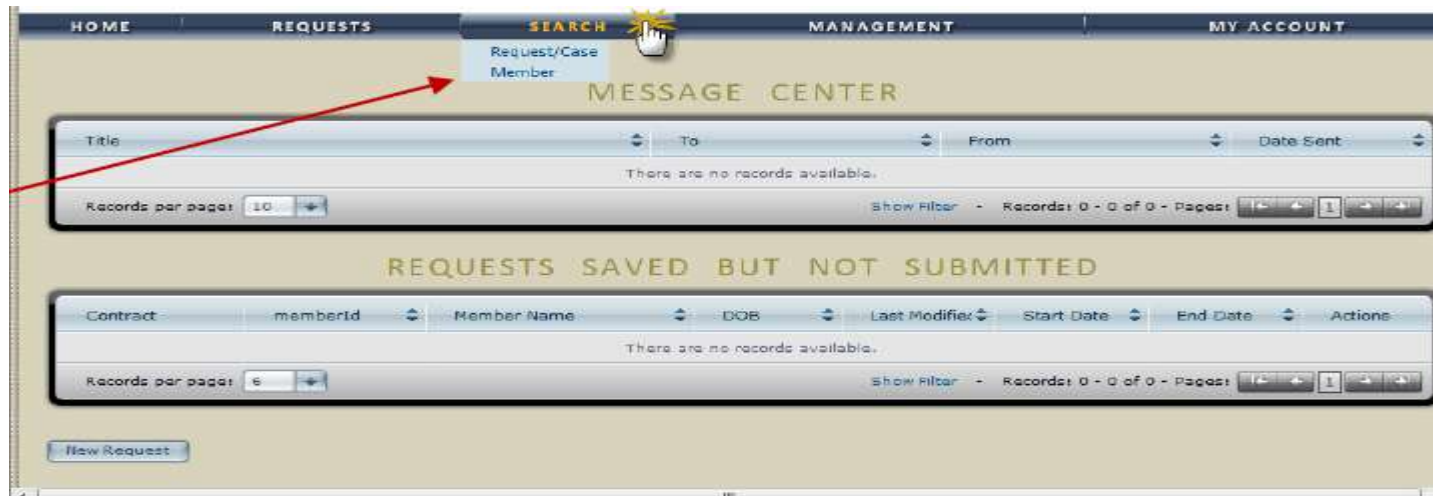 HOME REQUESTS SEARCH MANAGEMENT MY ACCOUNT
Request/Case
Member
MESSAGE CENTER
Title To From Date Sent
There are no records available.
Records per page: 10 Show Filter - Records: 0 - 0 of 0 - Pages: 1
REQUESTS SAVED BUT NOT SUBMITTED
Contract memberId Member Name DOB Last Modified Start Date End Date Actions
There are no records available.
Records per page: 6 Show Filter - Records: 0 - 0 of 0 - Pages: 1
New Request